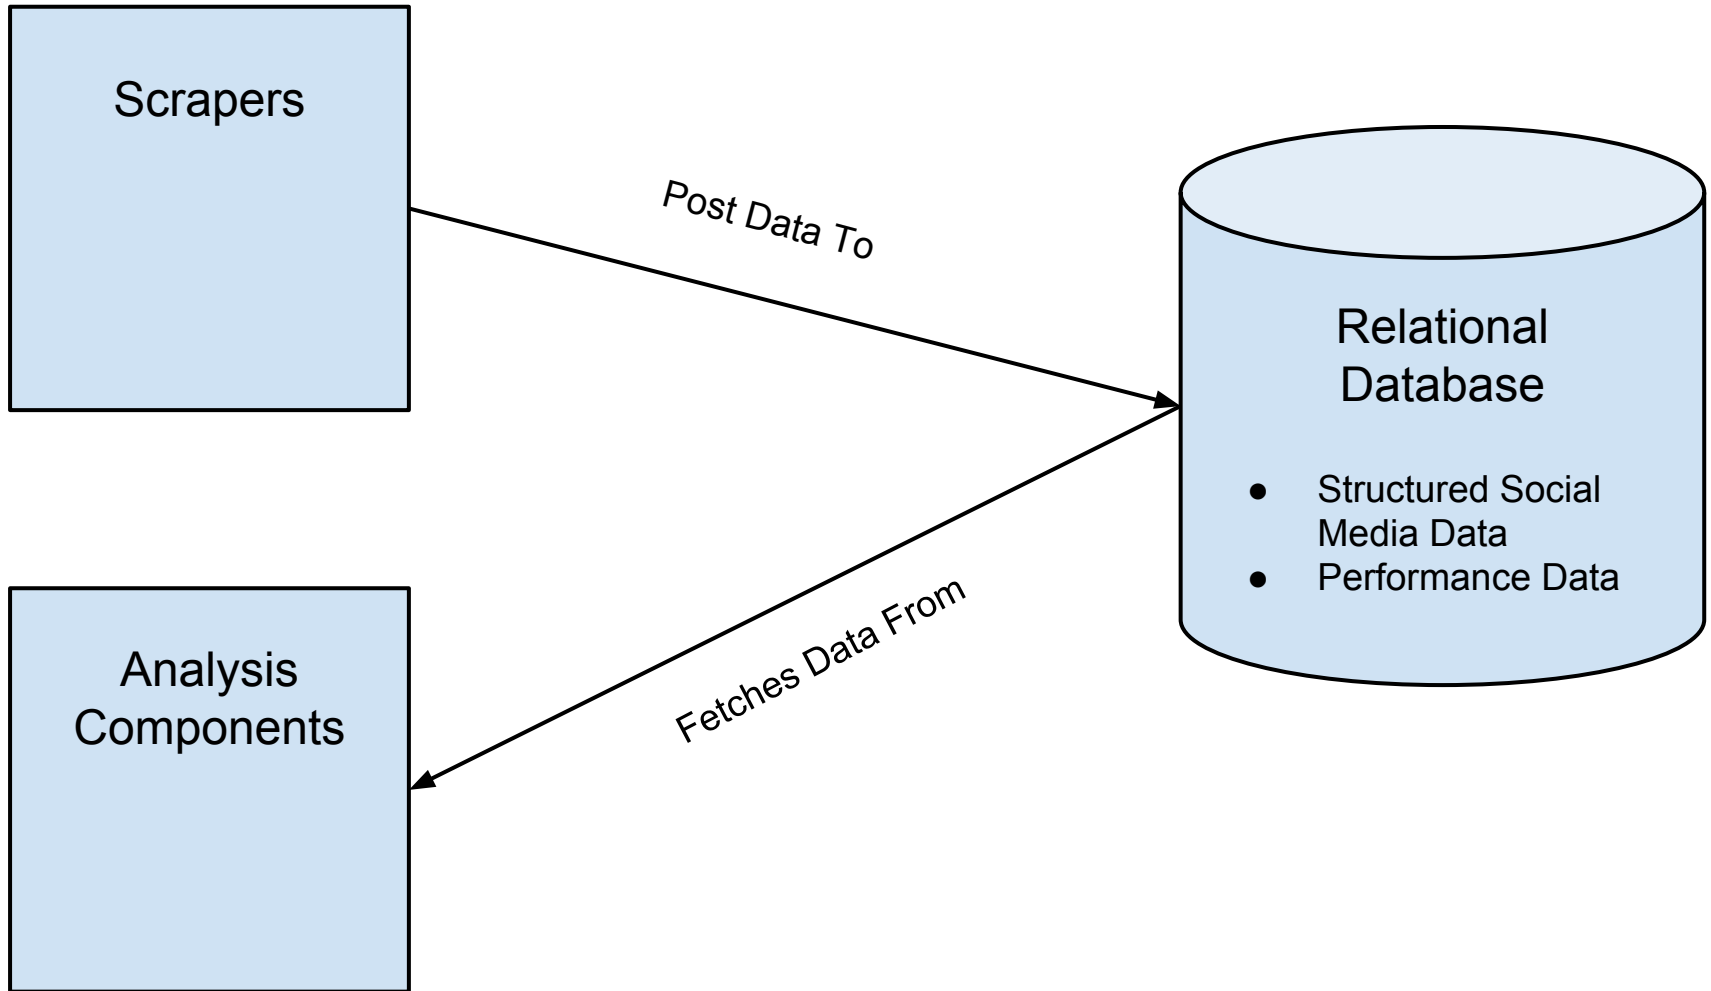 Scrapers
Post Data To
Relational
Database
● Structured Social
Media Data
● Performance Data
Fetches Data From
Analysis
Components